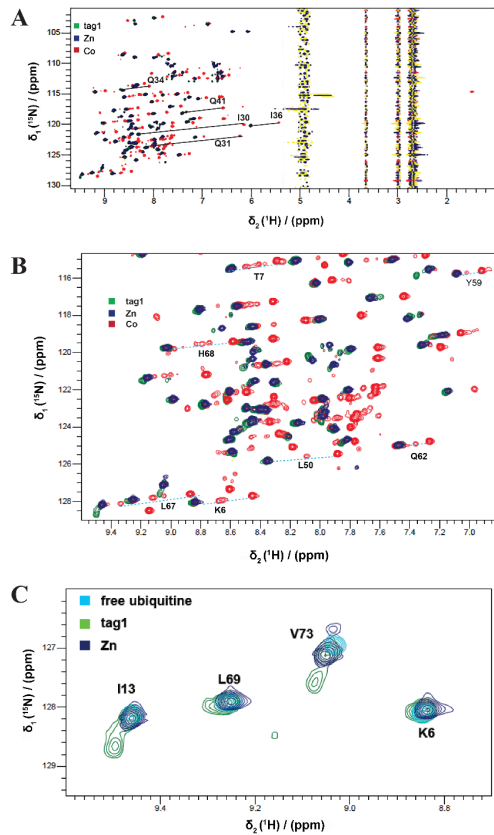 A
tag1
Zn
Co
105
110
115
120
125
130
Q34
Q41
I30
I36
Q31
9
8
7
6
5
4
3
2
δ1 (15N) / (ppm)
δ2 (1H) / (ppm)
B
tag1
Zn
Co
116
118
120
122
124
126
128
T7
Y59
H68
L50
Q62
L67
K6
9.6
9.4
9.2
9.0
8.8
8.6
8.4
8.2
8.0
7.8
7.6
7.4
7.2
7.0
δ1 (15N) / (ppm)
δ2 (1H) / (ppm)
C
free ubiquitine
tag1
Zn
127
128
129
V73
I13
L69
K6
9.4
9.2
9.0
8.8
δ1 (15N) / (ppm)
δ2 (1H) / (ppm)